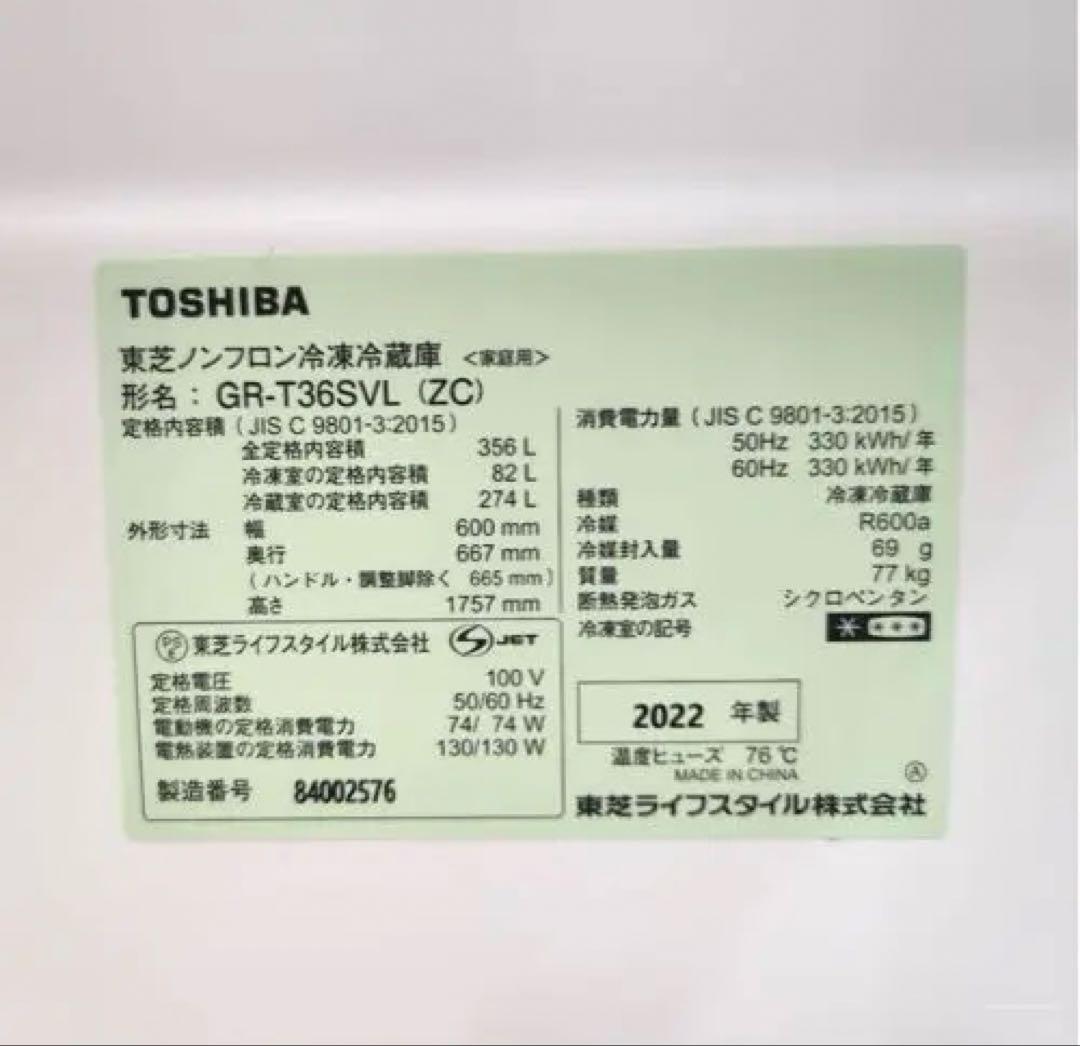 TOSHIBA
東芝ノンフロン冷凍冷蔵庫 <家庭用>
形名：GR-T36SVL (ZC)
定格内容積 (JIS C 9801-3:2015)
全定格内容積 356 L
冷凍室の定格内容積 82 L
冷蔵室の定格内容積 274 L
外形寸法 幅 600 mm
奥行 667 mm
(ハンドル・調整脚除く 665 mm)
高さ 1757 mm
PSE 東芝ライフスタイル株式会社 S JET
定格電圧 100 V
定格周波数 50/60 Hz
電動機の定格消費電力 74/ 74 W
電熱装置の定格消費電力 130/130 W
製造番号 84002576
消費電力量 (JIS C 9801-3:2015)
50Hz 330 kWh/年
60Hz 330 kWh/年
種類 冷凍冷蔵庫
冷媒 R600a
冷媒封入量 69 g
質量 77 kg
断熱発泡ガス シクロペンタン
冷凍室の記号
2022 年製
温度ヒューズ 76℃
MADE IN CHINA
Ⓐ
東芝ライフスタイル株式会社